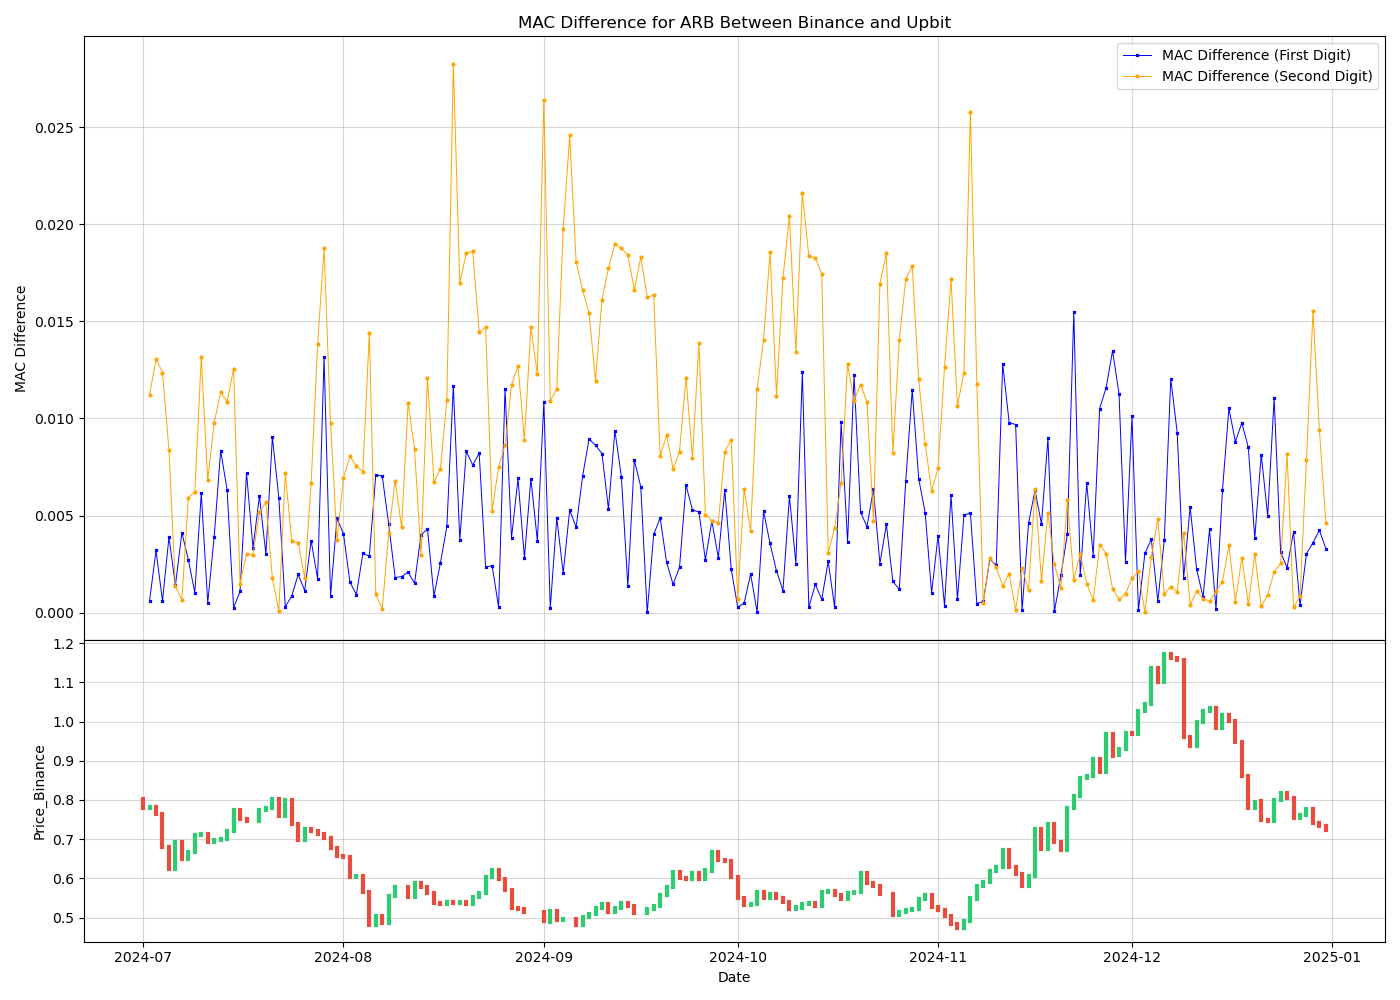 MAC Difference for ARB Between Binance and Upbit
MAC Difference (First Digit)
MAC Difference (Second Digit)
MAC Difference
0.025
0.020
0.015
0.010
0.005
0.000
Price_Binance
1.2
1.1
1.0
0.9
0.8
0.7
0.6
0.5
2024-07 2024-08 2024-09 2024-10 2024-11 2024-12 2025-01
Date